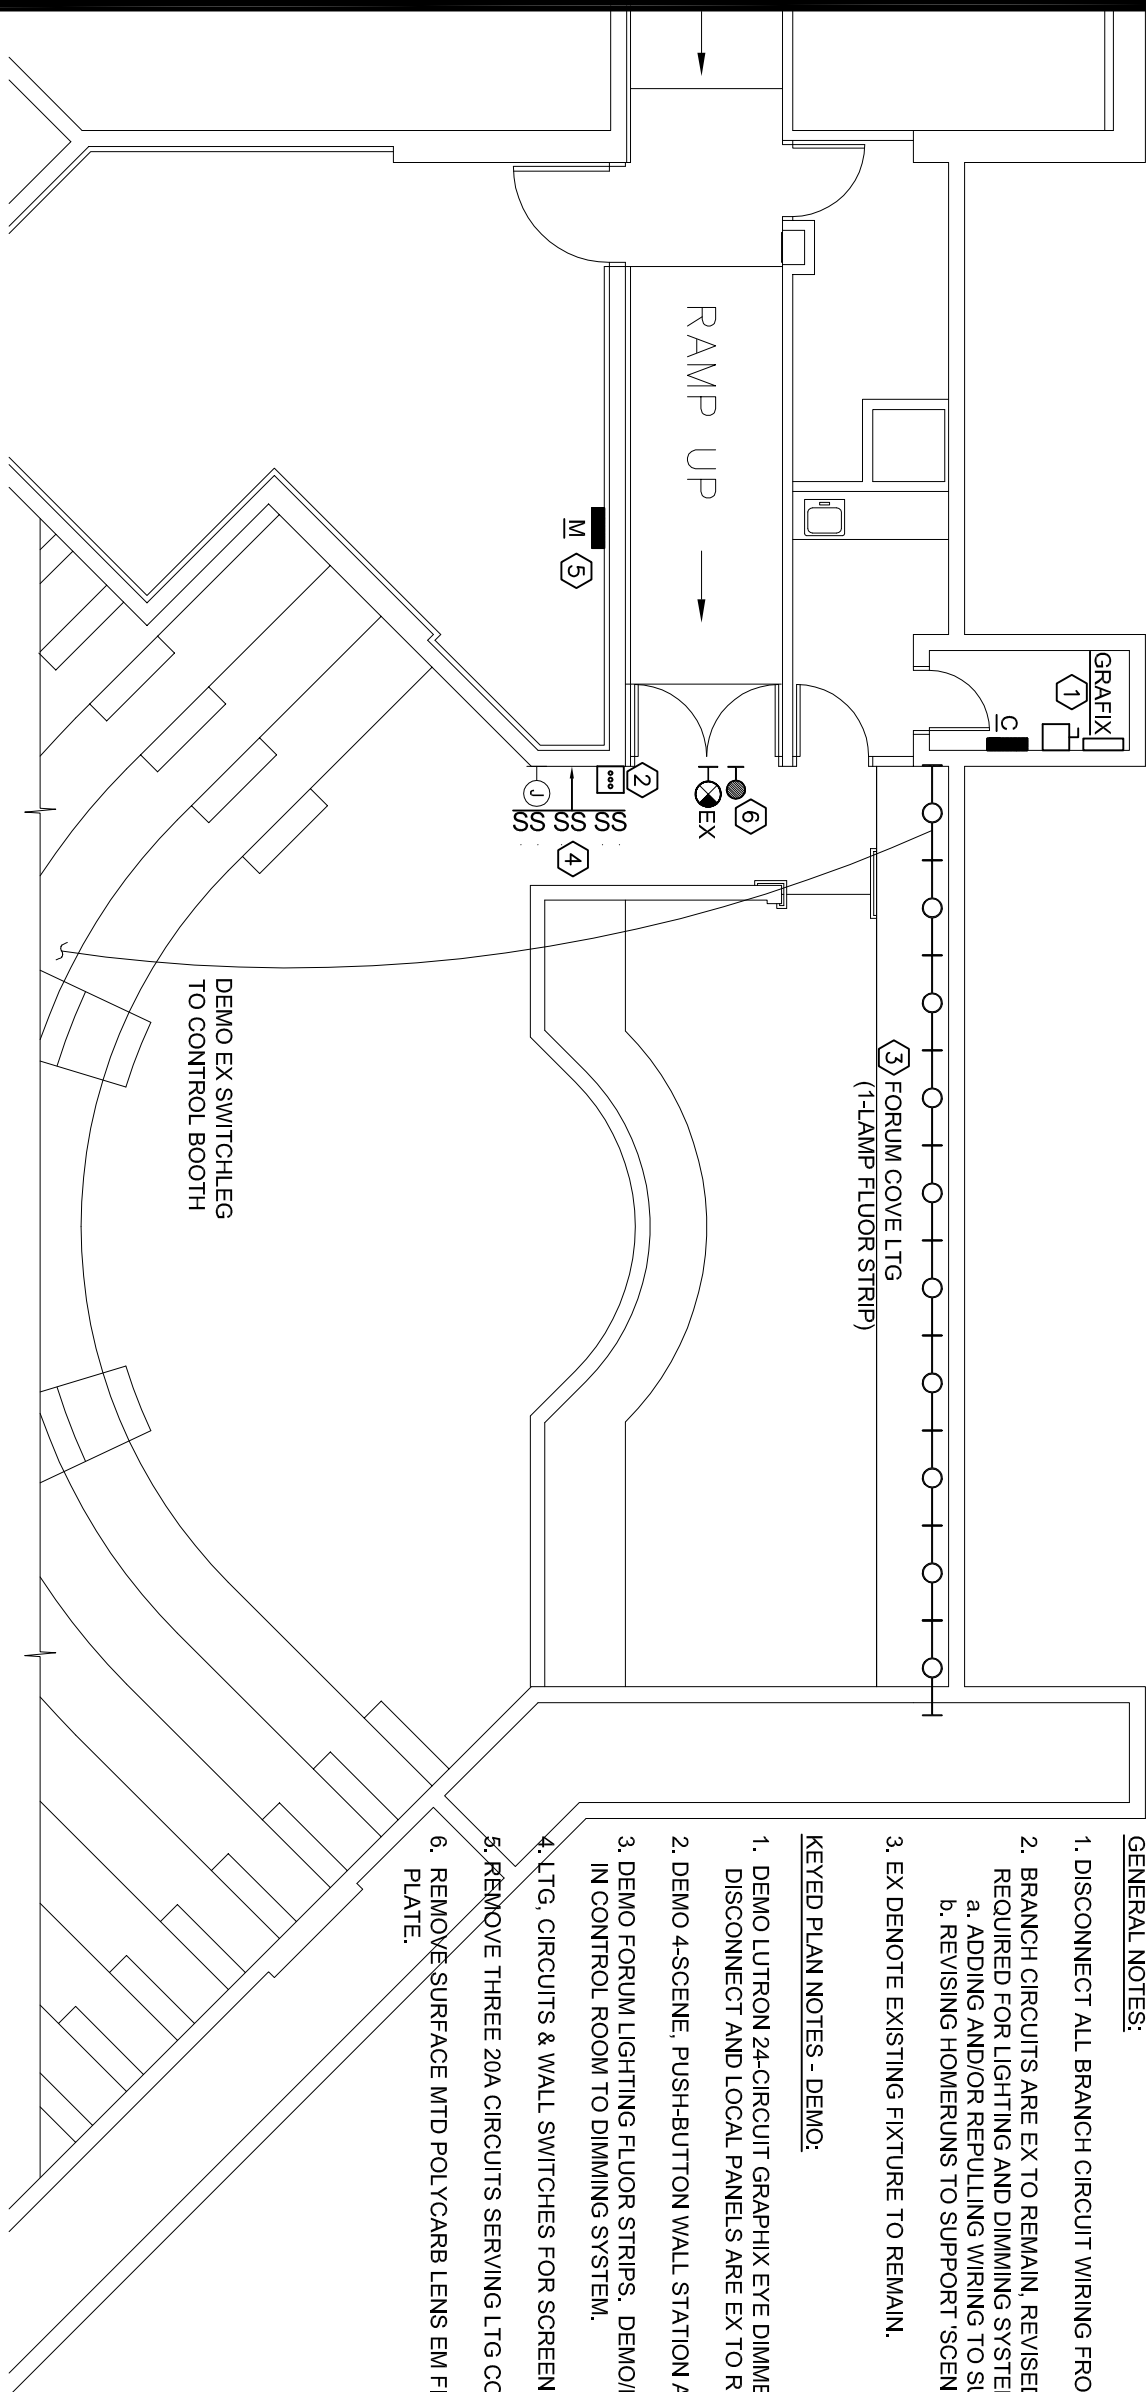 GENERAL NOTES:
1. DISCONNECT ALL BRANCH CIRCUIT WIRING
2. BRANCH CIRCUITS ARE EX TO REMAIN, REVISED
REQUIRED FOR LIGHTING AND DIMMING
a. ADDING AND/OR REPULLING WIRING TO
b. REVISING HOMERUNS TO SUPPORT
3. EX DENOTE EXISTING FIXTURE TO REMAIN.
KEYED PLAN NOTES - DEMO:
1. DEMO LUTRON 24-CIRCUIT GRAPHIX EYE
DISCONNECT AND LOCAL PANELS ARE EX TO
2. DEMO 4-SCENE, PUSH-BUTTON WALL STATION
3. DEMO FORUM LIGHTING FLUOR STRIPS. DEMO/
IN CONTROL ROOM TO DIMMING SYSTEM.
4. LTG, CIRCUITS & WALL SWITCHES FOR SCREEN
5. REMOVE THREE 20A CIRCUITS SERVING LTG
6. REMOVE SURFACE MTD POLYCARB LENS EM
PLATE.
GRAFIX
1
C
J
RAMP UP
M
5
2
6
EX
J
SS SS SS
4
3 FORUM COVE LTG
(1-LAMP FLUOR STRIP)
DEMO EX SWITCHLEG
TO CONTROL BOOTH